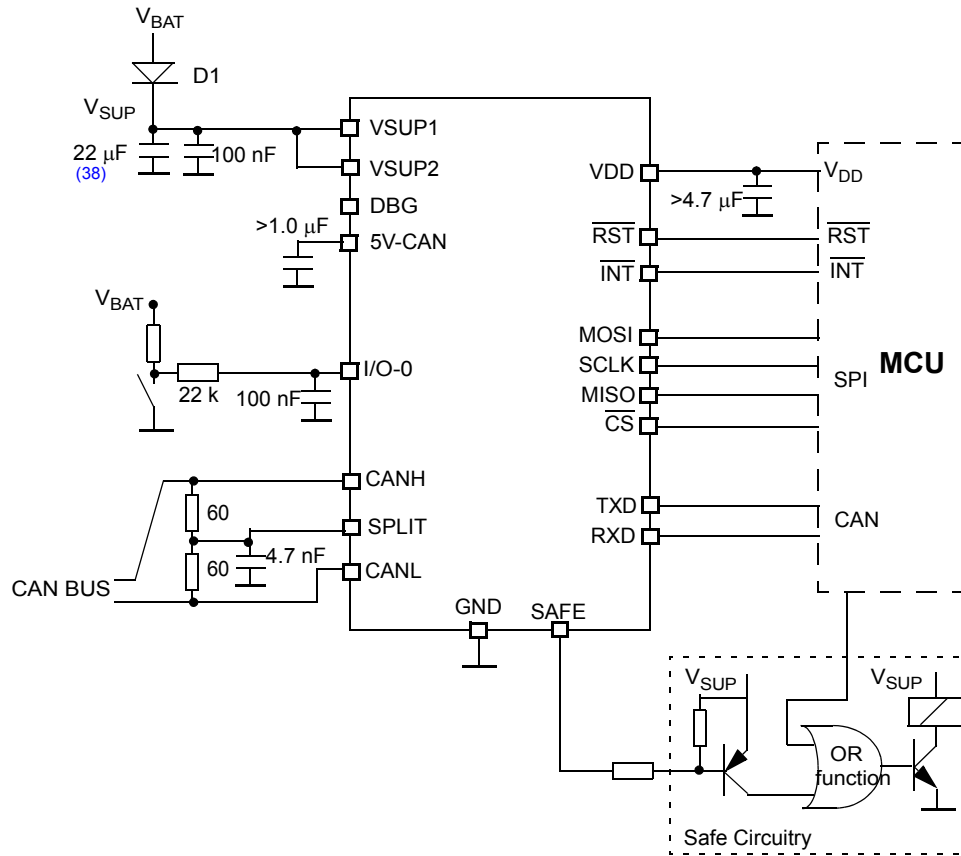 VBAT
D1
VSUP
22 μF
(38)
100 nF
VSUP1
VSUP2
DBG
>1.0 μF
5V-CAN
VBAT
22 k
100 nF
I/O-0
CANH
60
SPLIT
4.7 nF
60
CANL
CAN BUS
GND
SAFE
VDD
>4.7 μF
VDD
RST
RST
INT
INT
MOSI
SCLK
MISO
CS
SPI
MCU
TXD
RXD
CAN
VSUP
VSUP
OR
function
Safe Circuitry